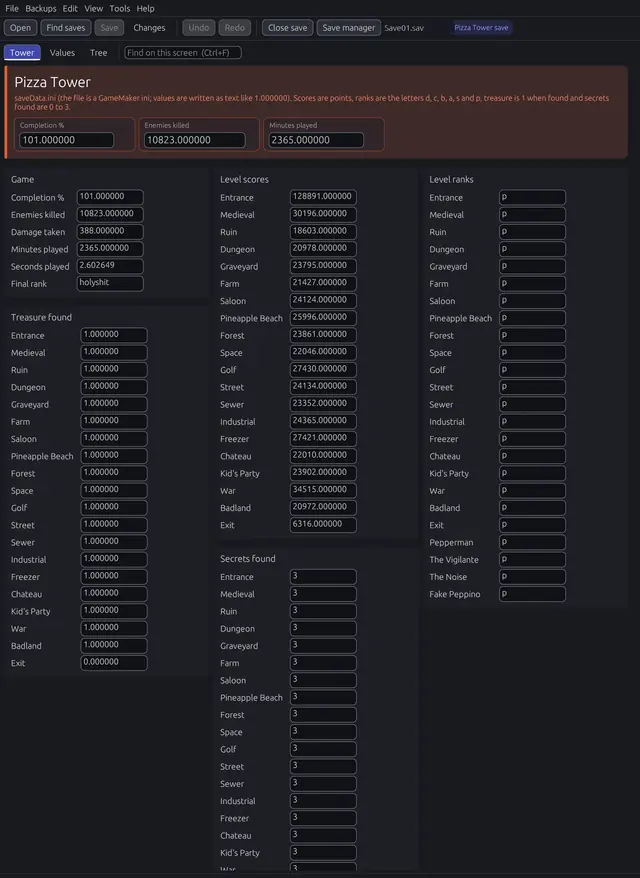 File Backups Edit View Tools Help
Open Find saves Save Changes Undo Redo Close save Save manager Save01.sav Pizza Tower save
Tower Values Tree Find on this screen (Ctrl+F)
Pizza Tower
saveData.ini (the file is a GameMaker ini; values are written as text like 1.000000). Scores are points, ranks are the letters d, c, b, a, s and p, treasure is 1 when found and secrets
found are 0 to 3.
Completion % Enemies killed Minutes played
101.000000 10823.000000 2365.000000
Game
Completion % 101.000000
Enemies killed 10823.000000
Damage taken 388.000000
Minutes played 2365.000000
Seconds played 2.602649
Final rank holyshit
Treasure found
Entrance 1.000000
Medieval 1.000000
Ruin 1.000000
Dungeon 1.000000
Graveyard 1.000000
Farm 1.000000
Saloon 1.000000
Pineapple Beach 1.000000
Forest 1.000000
Space 1.000000
Golf 1.000000
Street 1.000000
Sewer 1.000000
Industrial 1.000000
Freezer 1.000000
Chateau 1.000000
Kid's Party 1.000000
War 1.000000
Badland 1.000000
Exit 0.000000
Level scores
Entrance 128891.000000
Medieval 30196.000000
Ruin 18603.000000
Dungeon 20978.000000
Graveyard 23795.000000
Farm 21427.000000
Saloon 24124.000000
Pineapple Beach 25996.000000
Forest 23861.000000
Space 22046.000000
Golf 27430.000000
Street 24134.000000
Sewer 23352.000000
Industrial 24365.000000
Freezer 27421.000000
Chateau 22010.000000
Kid's Party 23902.000000
War 34515.000000
Badland 20972.000000
Exit 6316.000000
Secrets found
Entrance 3
Medieval 3
Ruin 3
Dungeon 3
Graveyard 3
Farm 3
Saloon 3
Pineapple Beach 3
Forest 3
Space 3
Golf 3
Street 3
Sewer 3
Industrial 3
Freezer 3
Chateau 3
Kid's Party 3
War 3
Level ranks
Entrance p
Medieval p
Ruin p
Dungeon p
Graveyard p
Farm p
Saloon p
Pineapple Beach p
Forest p
Space p
Golf p
Street p
Sewer p
Industrial p
Freezer p
Chateau p
Kid's Party p
War p
Badland p
Exit p
Pepperman p
The Vigilante p
The Noise p
Fake Peppino p